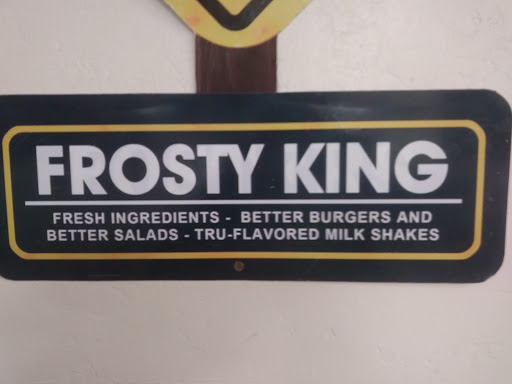 FROSTY KING
FRESH INGREDIENTS - BETTER BURGERS AND
BETTER SALADS - TRU-FLAVORED MILK SHAKES